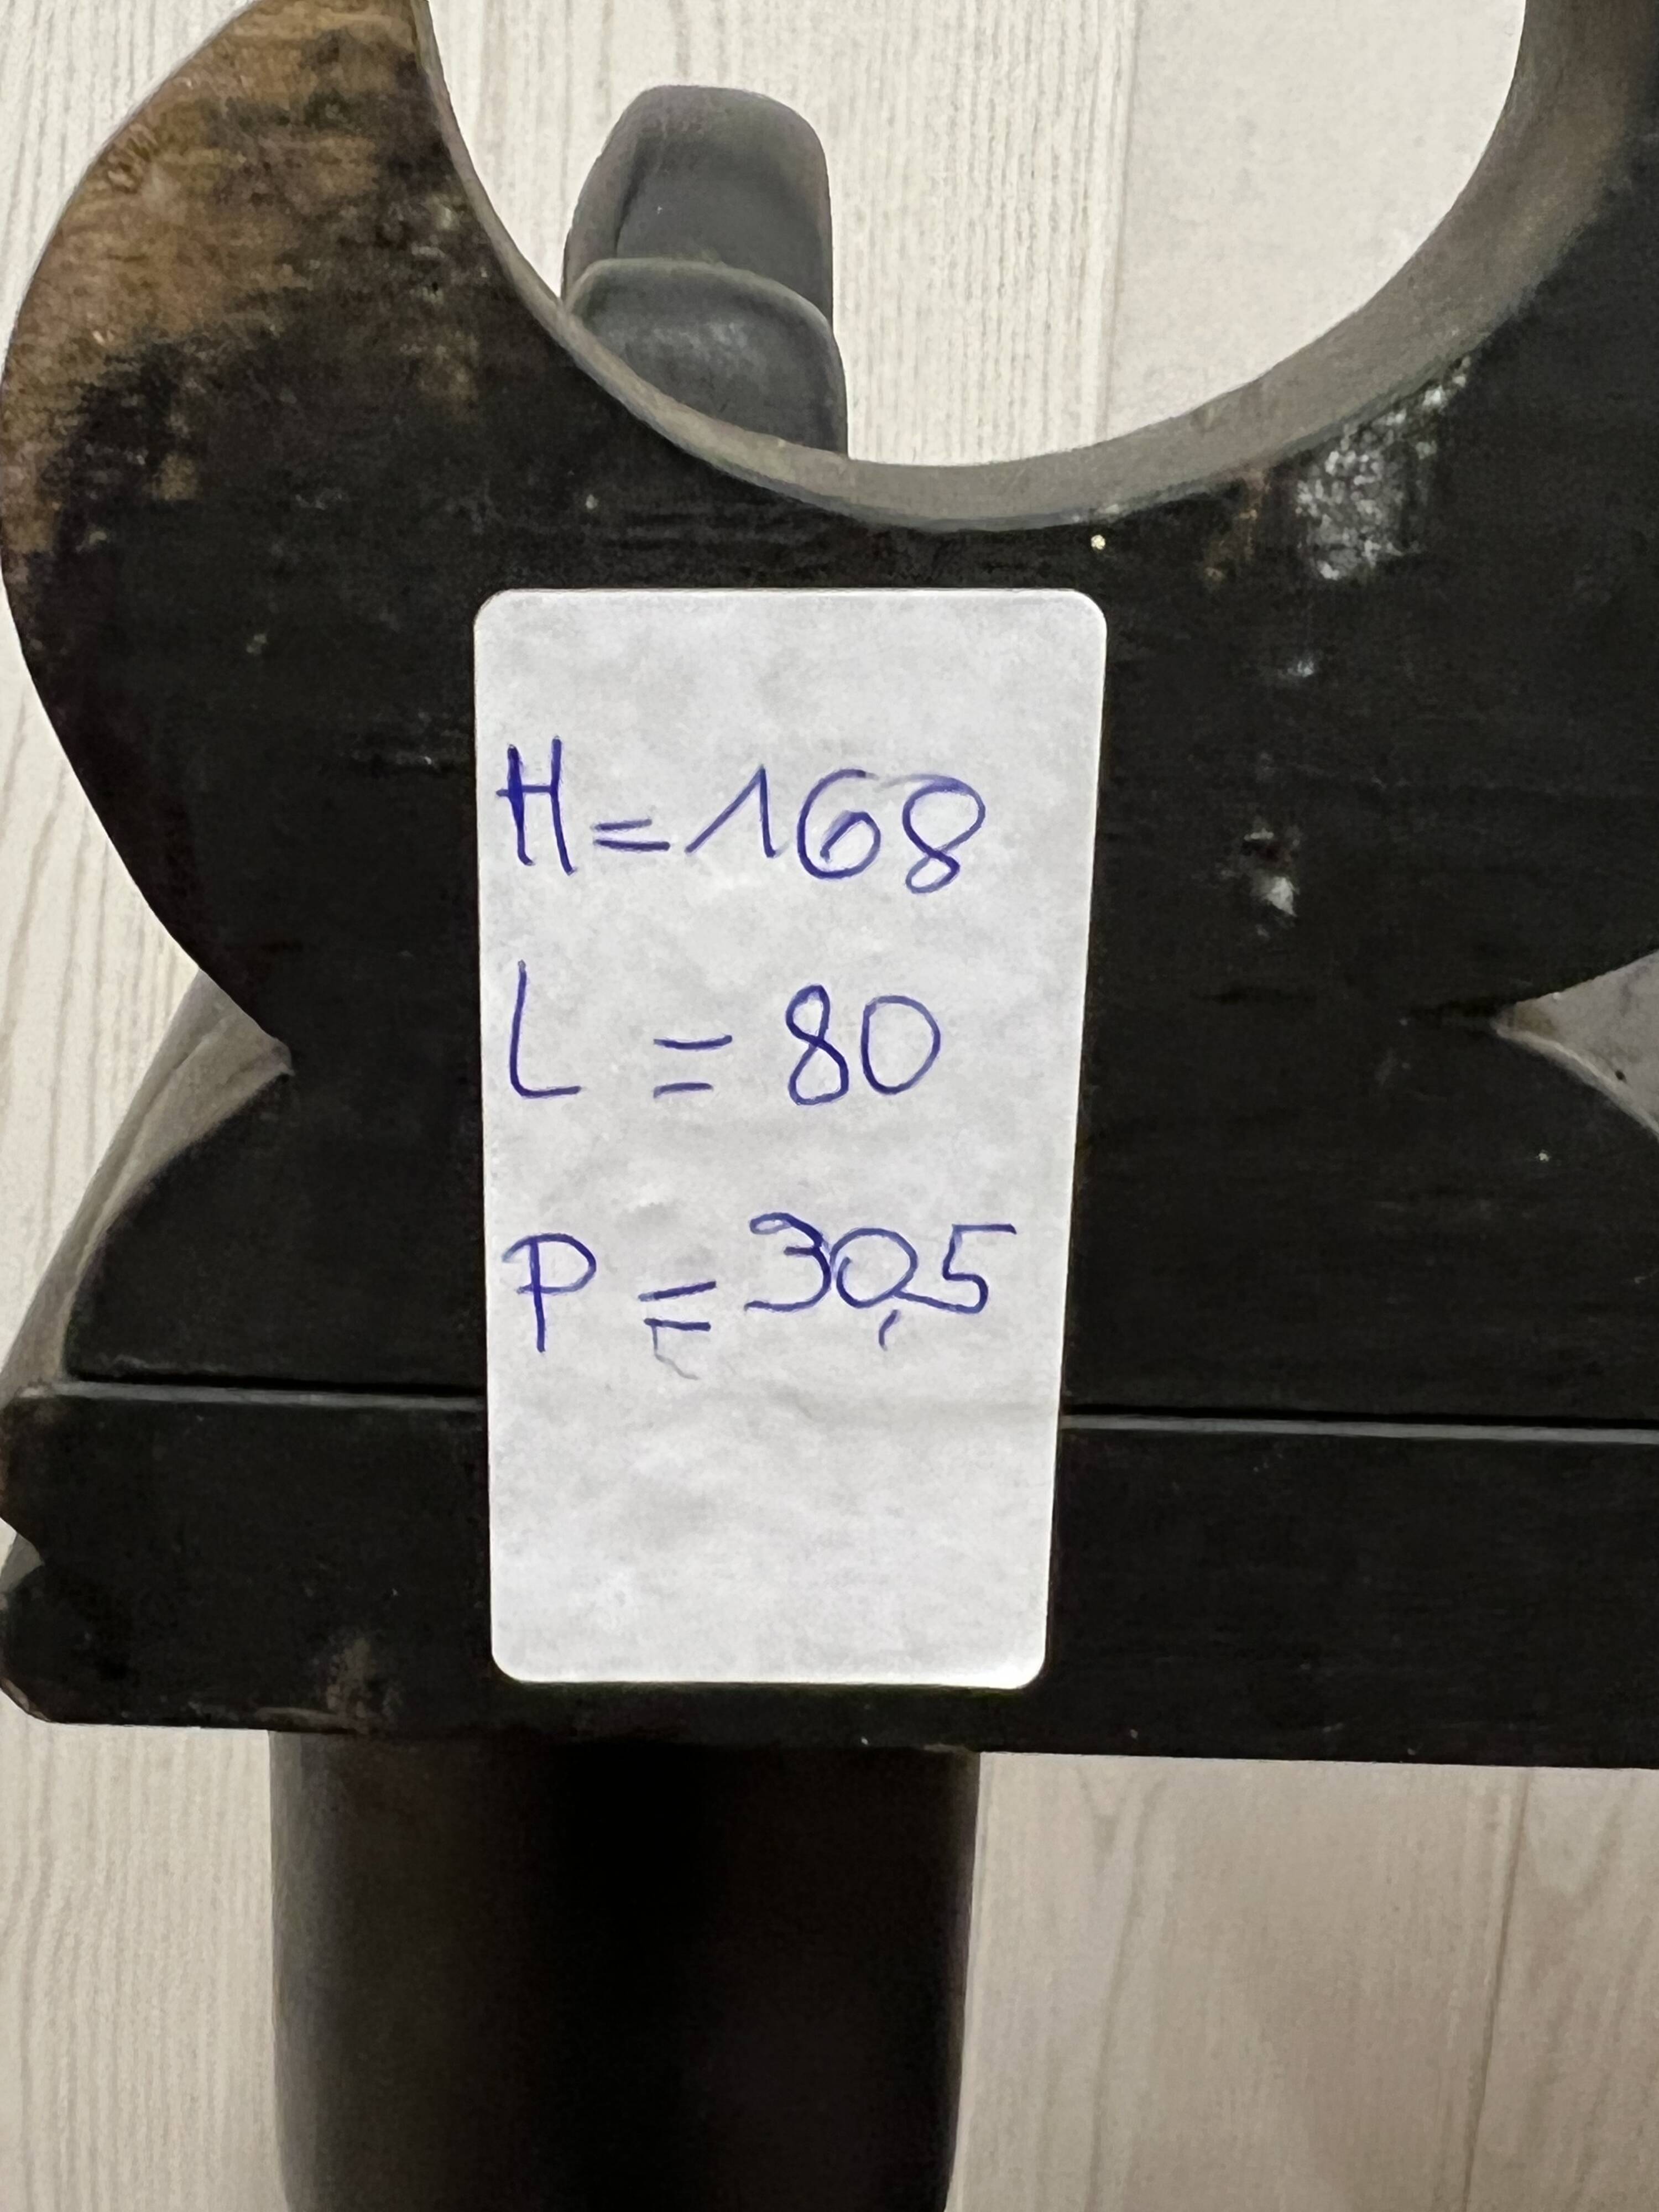 H=168
L = 80
P = 30,5